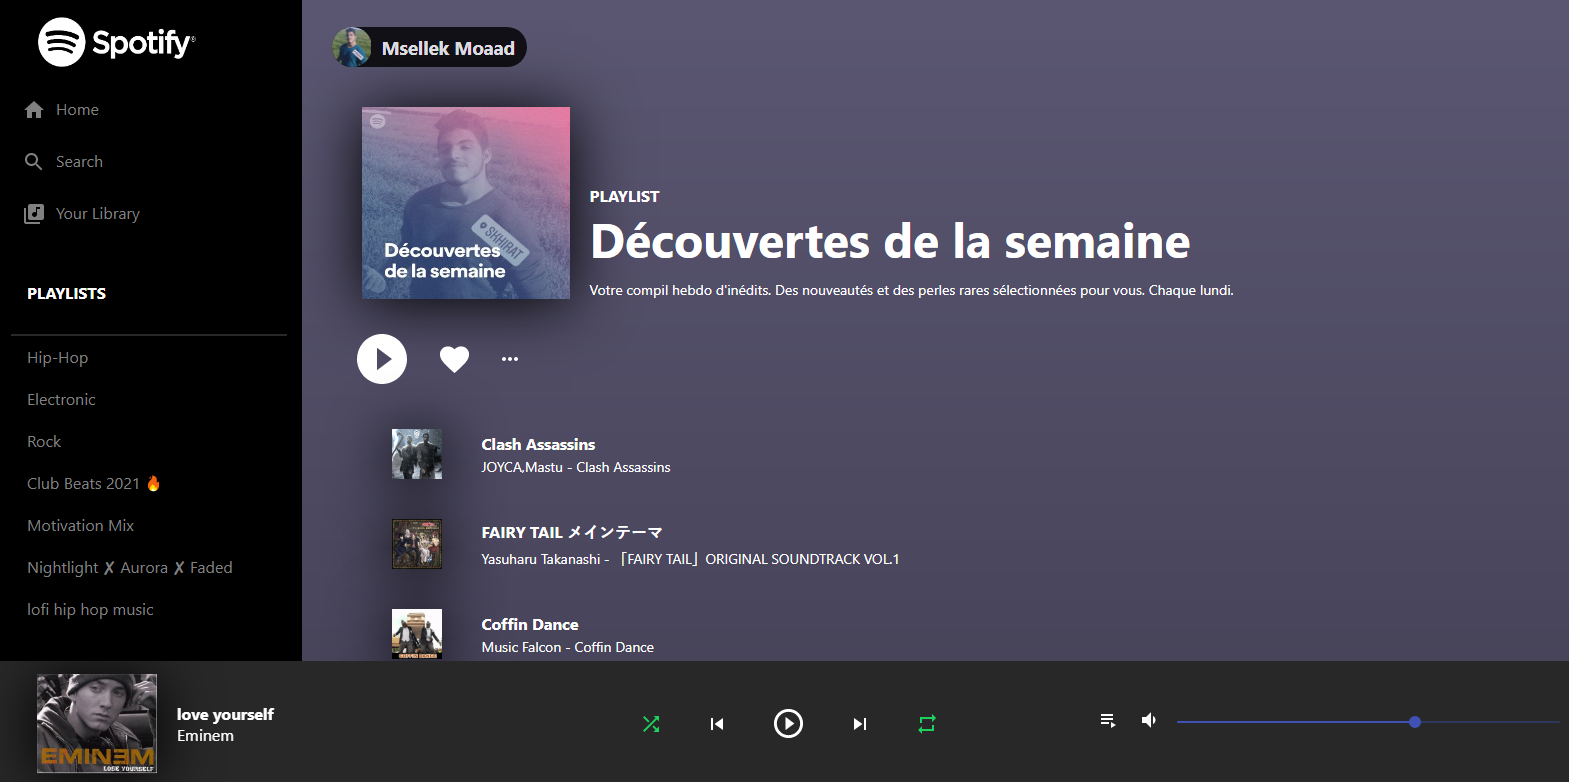 Spotify®
Home
Search
Your Library
PLAYLISTS
Hip-Hop
Electronic
Rock
Club Beats 2021 🔥
Motivation Mix
Nightlight ✗ Aurora ✗ Faded
lofi hip hop music
Msellek Moaad
SKHIRAT
Découvertes
de la semaine
PLAYLIST
Découvertes de la semaine
Votre compil hebdo d'inédits. Des nouveautés et des perles rares sélectionnées pour vous. Chaque lundi.
Clash Assassins
JOYCA,Mastu - Clash Assassins
FAIRY TAIL メインテーマ
Yasuharu Takanashi - 「FAIRY TAIL」ORIGINAL SOUNDTRACK VOL.1
Coffin Dance
Music Falcon - Coffin Dance
COFFIN DANCE
EMINEM
LOSE YOURSELF
love yourself
Eminem